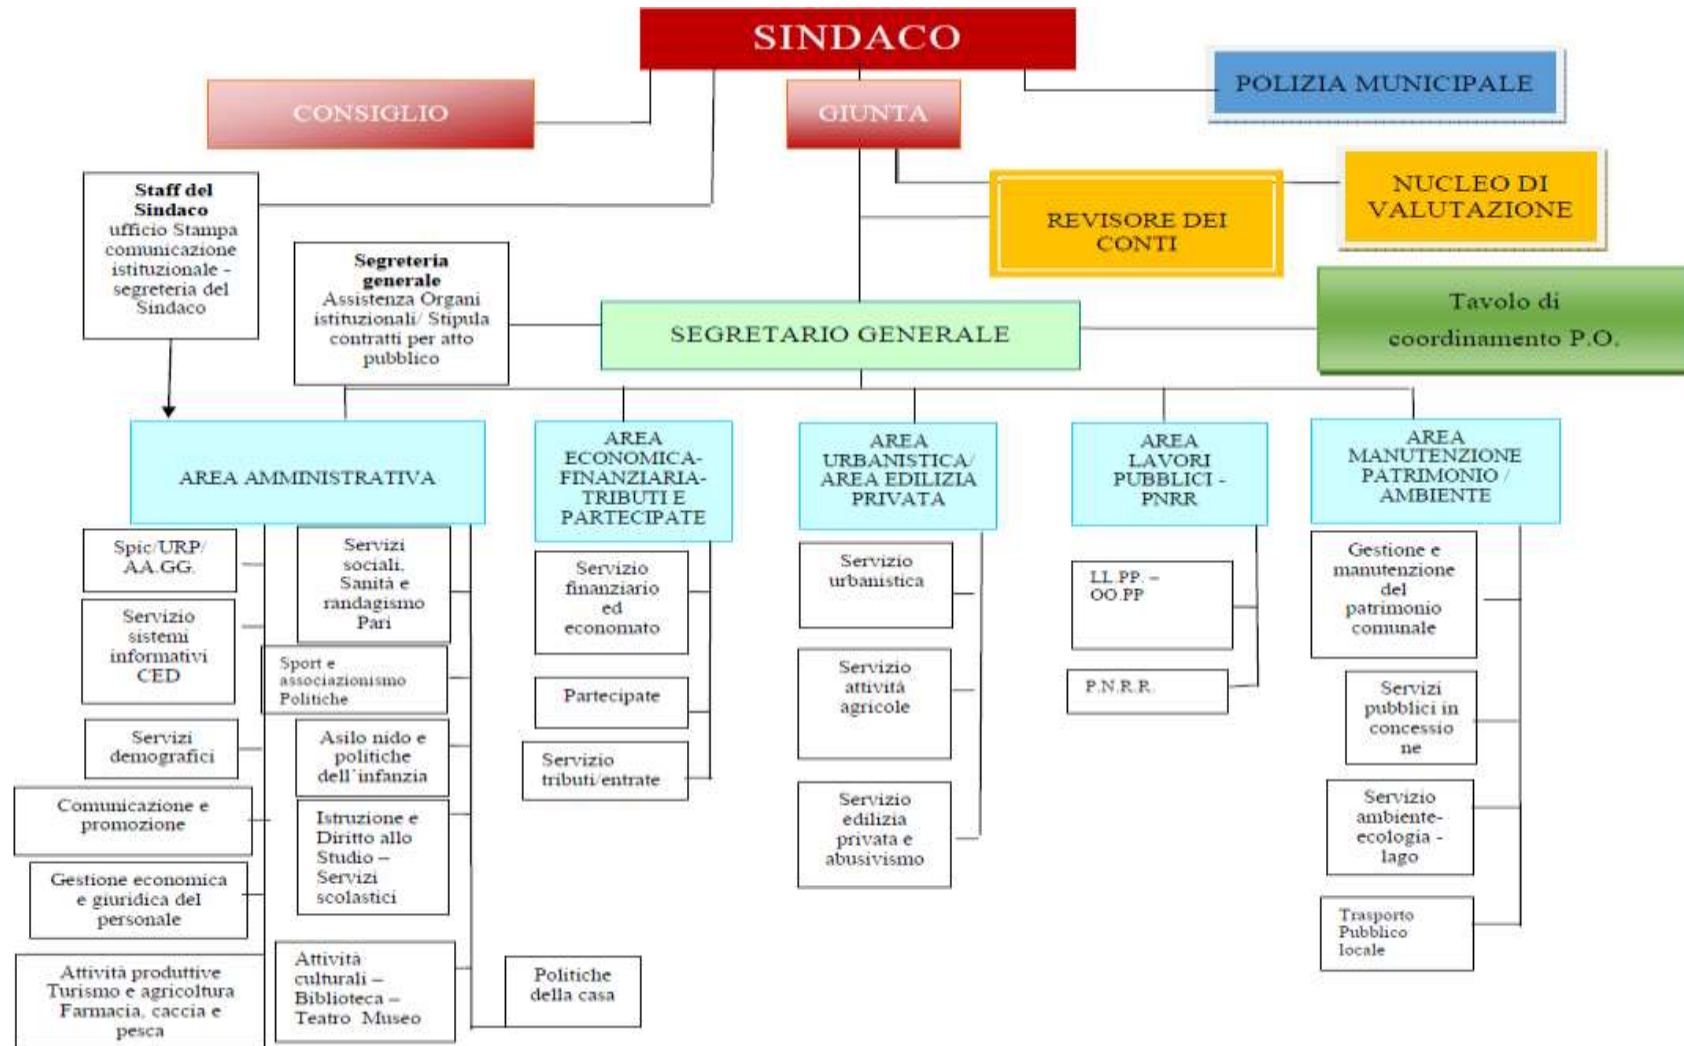 SINDACO
CONSIGLIO
GIUNTA
POLIZIA MUNICIPALE
Staff del
Sindaco
ufficio Stampa
comunicazione
istituzionale -
segreteria del
Sindaco
Segreteria
generale
Assistenza Organi
istituzionali/ Stipula
contratti per atto
pubblico
REVISORE DEI
CONTI
NUCLEO DI
VALUTAZIONE
SEGRETARIO GENERALE
Tavolo di
coordinamento P.O.
AREA AMMINISTRATIVA
AREA
ECONOMICA-
FINANZIARIA-
TRIBUTI E
PARTECIPATE
AREA
URBANISTICA/
AREA EDILIZIA
PRIVATA
AREA
LAVORI
PUBBLICI -
PNRR
AREA
MANUTENZIONE
PATRIMONIO /
AMBIENTE
Spic/URP/
AA.GG.
Servizio
sistemi
informativi
CED
Servizi
demografici
Comunicazione e
promozione
Gestione economica
e giuridica del
personale
Attività produttive
Turismo e agricoltura
Farmacia, caccia e
pesca
Servizi
sociali,
Sanità e
randagismo
Pari
Sport e
associazionismo
Politiche
Asilo nido e
politiche
dell'infanzia
Istruzione e
Diritto allo
Studio –
Servizi
scolastici
Attività
culturali –
Biblioteca –
Teatro Museo
Politiche
della casa
Servizio
finanziario
ed
economato
Partecipate
Servizio
tributi/entrate
Servizio
urbanistica
Servizio
attività
agricole
Servizio
edilizia
privata e
abusivismo
LL.PP. –
OO.PP
P.N.R.R.
Gestione e
manutenzione
del
patrimonio
comunale
Servizi
pubblici in
concessio
ne
Servizio
ambiente-
ecologia -
lago
Trasporto
Pubblico
locale